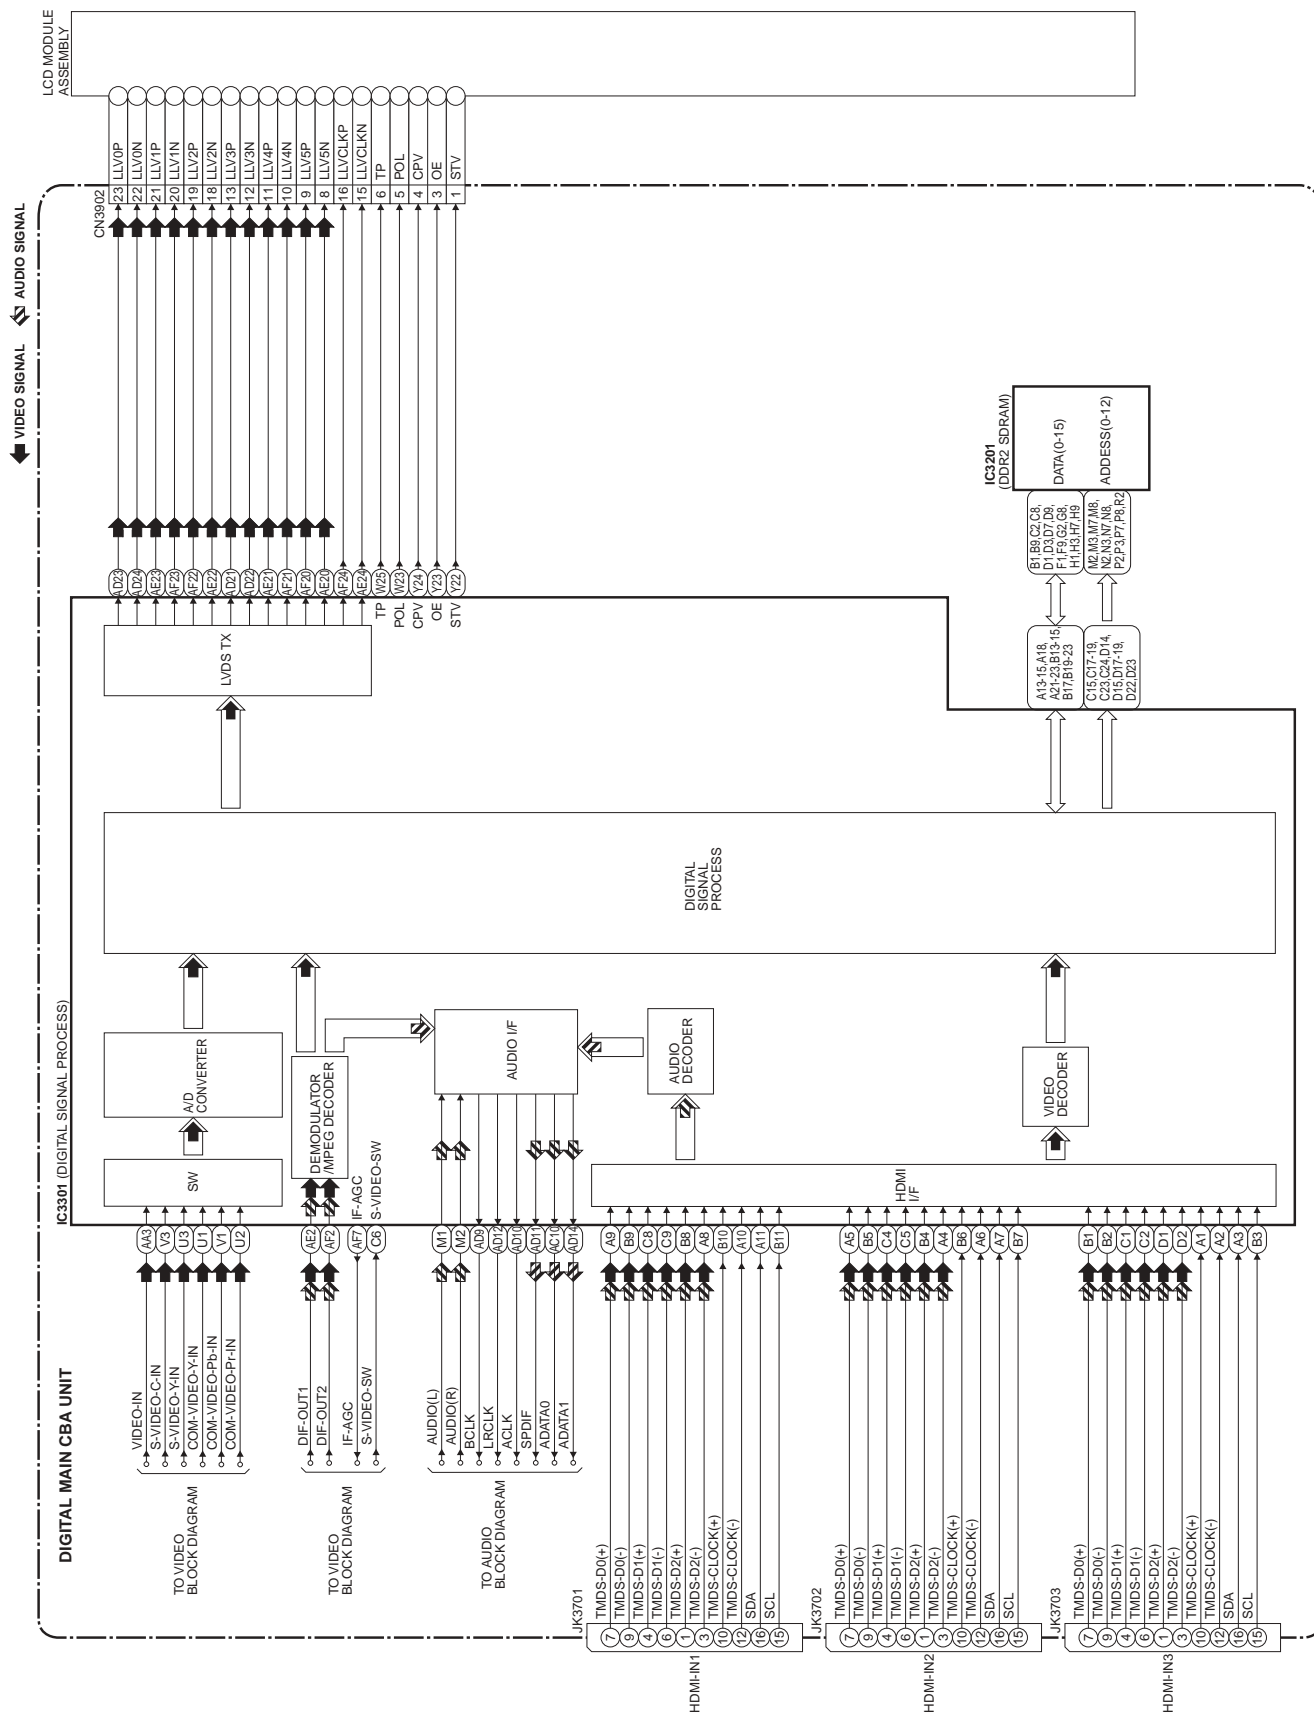 VIDEO SIGNAL
AUDIO SIGNAL
DIGITAL MAIN CBA UNIT
IC3301 (DIGITAL SIGNAL PROCESS)
TO VIDEO
BLOCK DIAGRAM
VIDEO-IN
S-VIDEO-C-IN
S-VIDEO-Y-IN
COM-VIDEO-Y-IN
COM-VIDEO-Pb-IN
COM-VIDEO-Pr-IN
AA3
V3
U3
U1
V1
U2
SW
A/D
CONVERTER
TO VIDEO
BLOCK DIAGRAM
DIF-OUT1
DIF-OUT2
IF-AGC
S-VIDEO-SW
AE2
AF2
AF7
C6
IF-AGC
S-VIDEO-SW
DEMODULATOR
/MPEG DECODER
TO AUDIO
BLOCK DIAGRAM
AUDIO(L)
AUDIO(R)
BCLK
LRCLK
ACLK
SPDIF
ADATA0
ADATA1
M1
M2
AD9
AD12
AD10
AD11
AC10
AD14
AUDIO I/F
AUDIO
DECODER
VIDEO
DECODER
HDMI
I/F
DIGITAL
SIGNAL
PROCESS
LVDS TX
HDMI-IN1
JK3701
7
9
4
6
1
3
10
12
16
15
TMDS-D0(+)
TMDS-D0(-)
TMDS-D1(+)
TMDS-D1(-)
TMDS-D2(+)
TMDS-D2(-)
TMDS-CLOCK(+)
TMDS-CLOCK(-)
SDA
SCL
A9
B9
C8
C9
B8
A8
B10
A10
A11
B11
HDMI-IN2
JK3702
7
9
4
6
1
3
10
12
16
15
TMDS-D0(+)
TMDS-D0(-)
TMDS-D1(+)
TMDS-D1(-)
TMDS-D2(+)
TMDS-D2(-)
TMDS-CLOCK(+)
TMDS-CLOCK(-)
SDA
SCL
A5
B5
C4
C5
B4
A4
B6
A6
A7
B7
HDMI-IN3
JK3703
7
9
4
6
1
3
10
12
16
15
TMDS-D0(+)
TMDS-D0(-)
TMDS-D1(+)
TMDS-D1(-)
TMDS-D2(+)
TMDS-D2(-)
TMDS-CLOCK(+)
TMDS-CLOCK(-)
SDA
SCL
B1
B2
C1
C2
D1
D2
A1
A2
A3
B3
AD23
AD24
AE23
AF23
AF22
AE22
AD21
AD22
AE21
AF21
AF20
AE20
AF24
AE24
TP W25
POL W23
CPV Y24
OE Y23
STV Y22
CN3902
23 LLV0P
22 LLV0N
21 LLV1P
20 LLV1N
19 LLV2P
18 LLV2N
13 LLV3P
12 LLV3N
11 LLV4P
10 LLV4N
9 LLV5P
8 LLV5N
16 LLVCLKP
15 LLVCLKN
6 TP
5 POL
4 CPV
3 OE
1 STV
LCD MODULE
ASSEMBLY
A13-15,A18,
A21-23,B13-15,
B17,B19-23
C15,C17-19,
C23,C24,D14,
D15,D17-19,
D22,D23
B1,B9,C2,C8,
D1,D3,D7,D9,
F1,F9,G2,G8,
H1,H3,H7,H9
M2,M3,M7,M8,
N2,N3,N7,N8,
P2,P3,P7,P8,R2
IC3201
(DDR2 SDRAM)
DATA(0-15)
ADDESS(0-12)